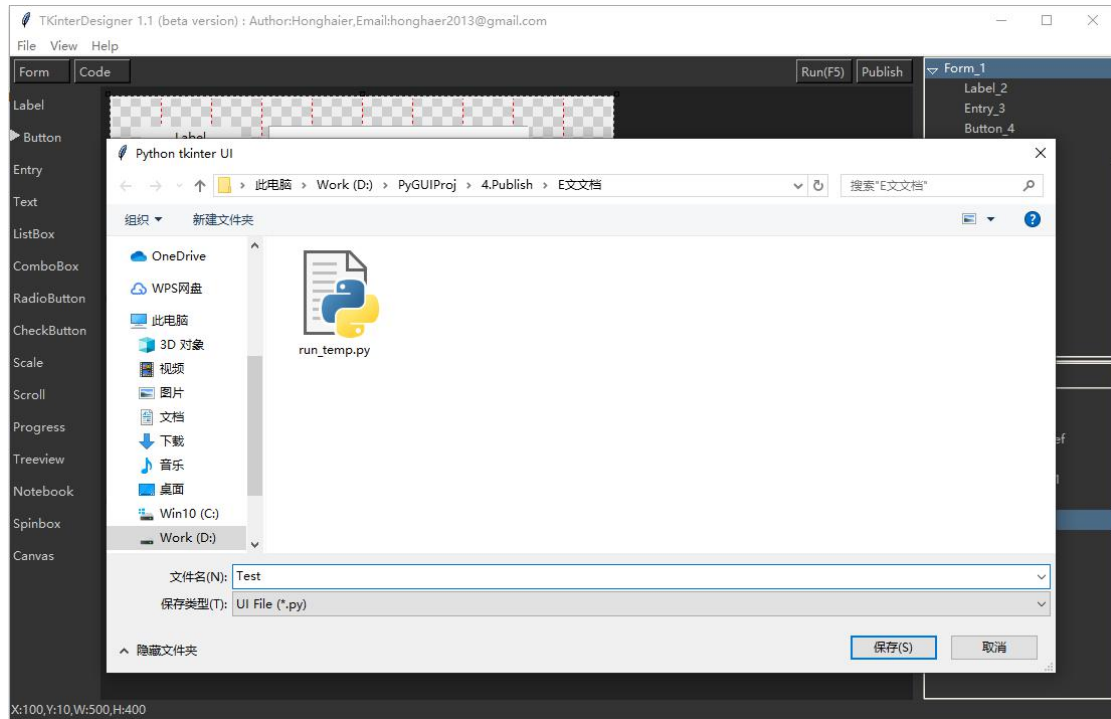 TKinterDesigner 1.1 (beta version) : Author:Honghaier,Email:honghaer2013@gmail.com
File View Help
Form Code Run(F5) Publish
Form_1
Label_2
Entry_3
Button_4
Label
Button
Entry
Text
ListBox
ComboBox
RadioButton
CheckButton
Scale
Scroll
Progress
Treeview
Notebook
Spinbox
Canvas
Label
Python tkinter UI
此电脑 > Work (D:) > PyGUIProj > 4.Publish > E文文档
搜索"E文文档"
组织 新建文件夹
OneDrive
WPS网盘
此电脑
3D 对象
视频
图片
文档
下载
音乐
桌面
Win10 (C:)
Work (D:)
run_temp.py
文件名(N): Test
保存类型(T): UI File (*.py)
隐藏文件夹
保存(S) 取消
X:100,Y:10,W:500,H:400